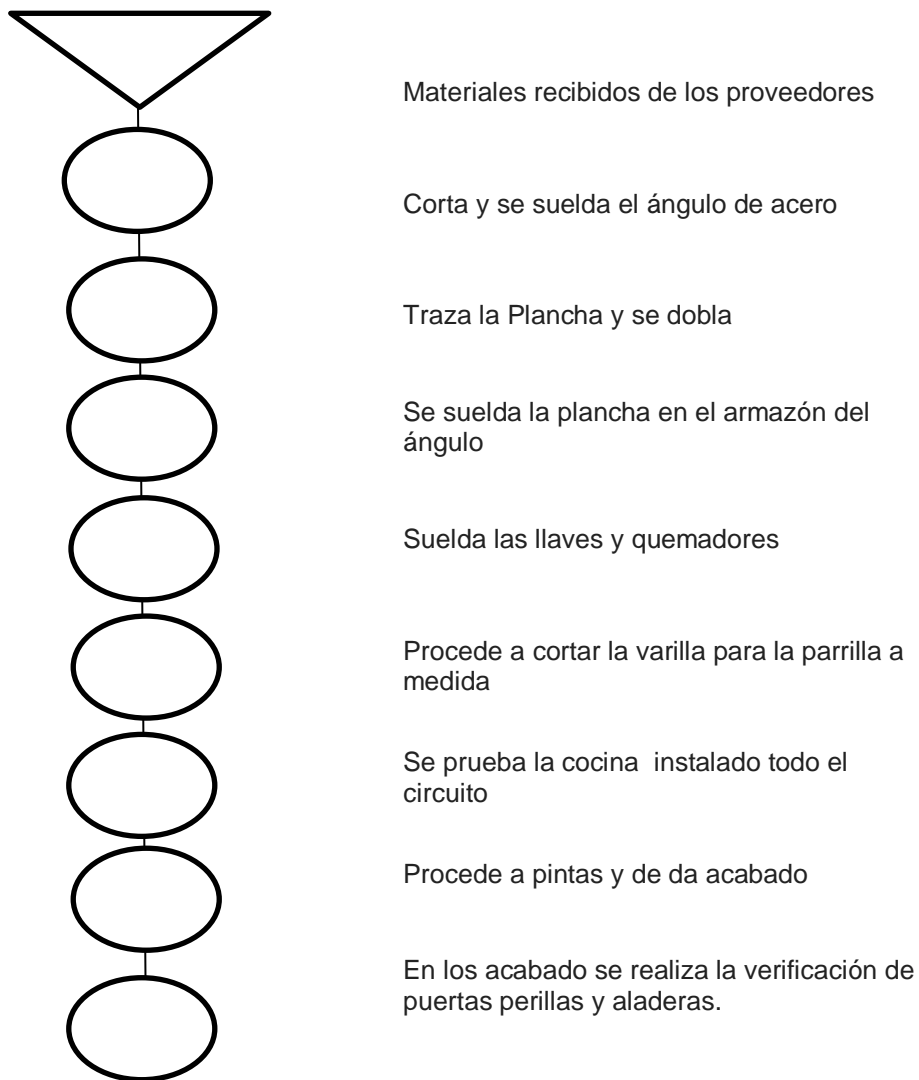 Materiales recibidos de los proveedores
Corta y se suelda el ángulo de acero
Traza la Plancha y se dobla
Se suelda la plancha en el armazón del
ángulo
Suelda las llaves y quemadores
Procede a cortar la varilla para la parrilla a
medida
Se prueba la cocina  instalado todo el
circuito
Procede a pintas y de da acabado
En los acabado se realiza la verificación de
puertas perillas y aladeras.